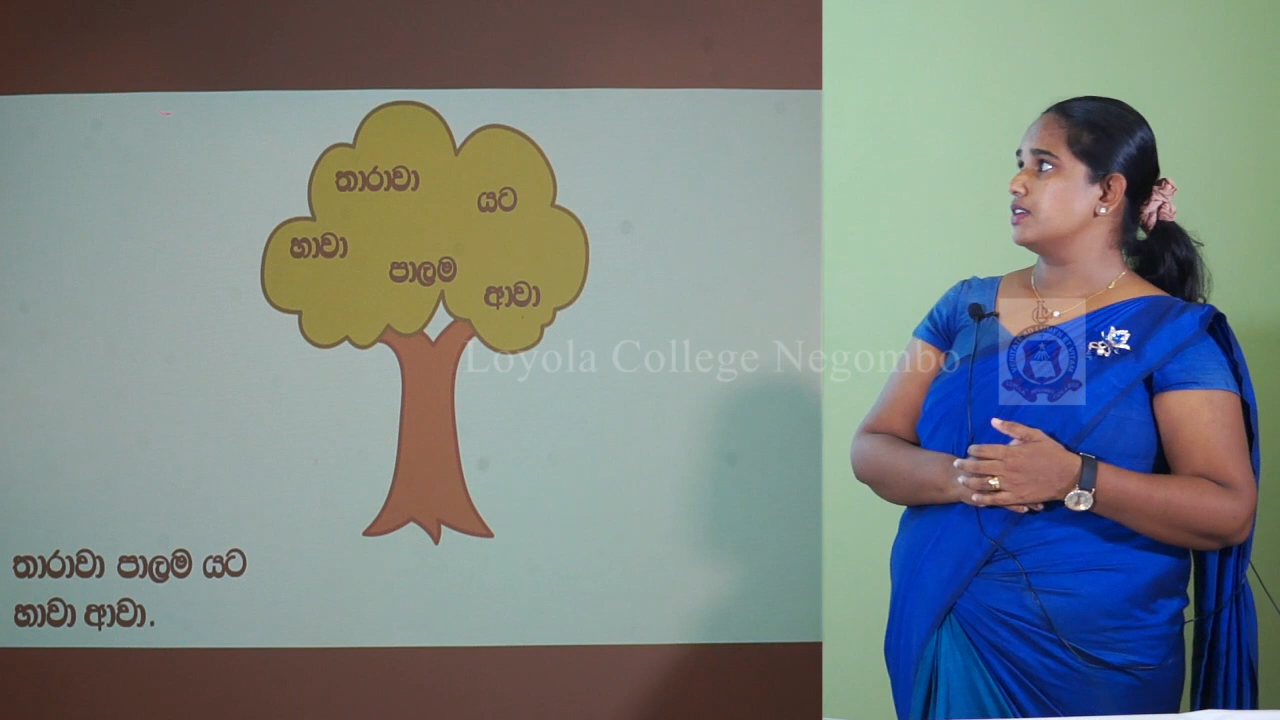 තාරාවා
යට
හාවා
පාලම
ආවා
Loyola College Negombo
තාරාවා පාලම යට
හාවා ආවා.